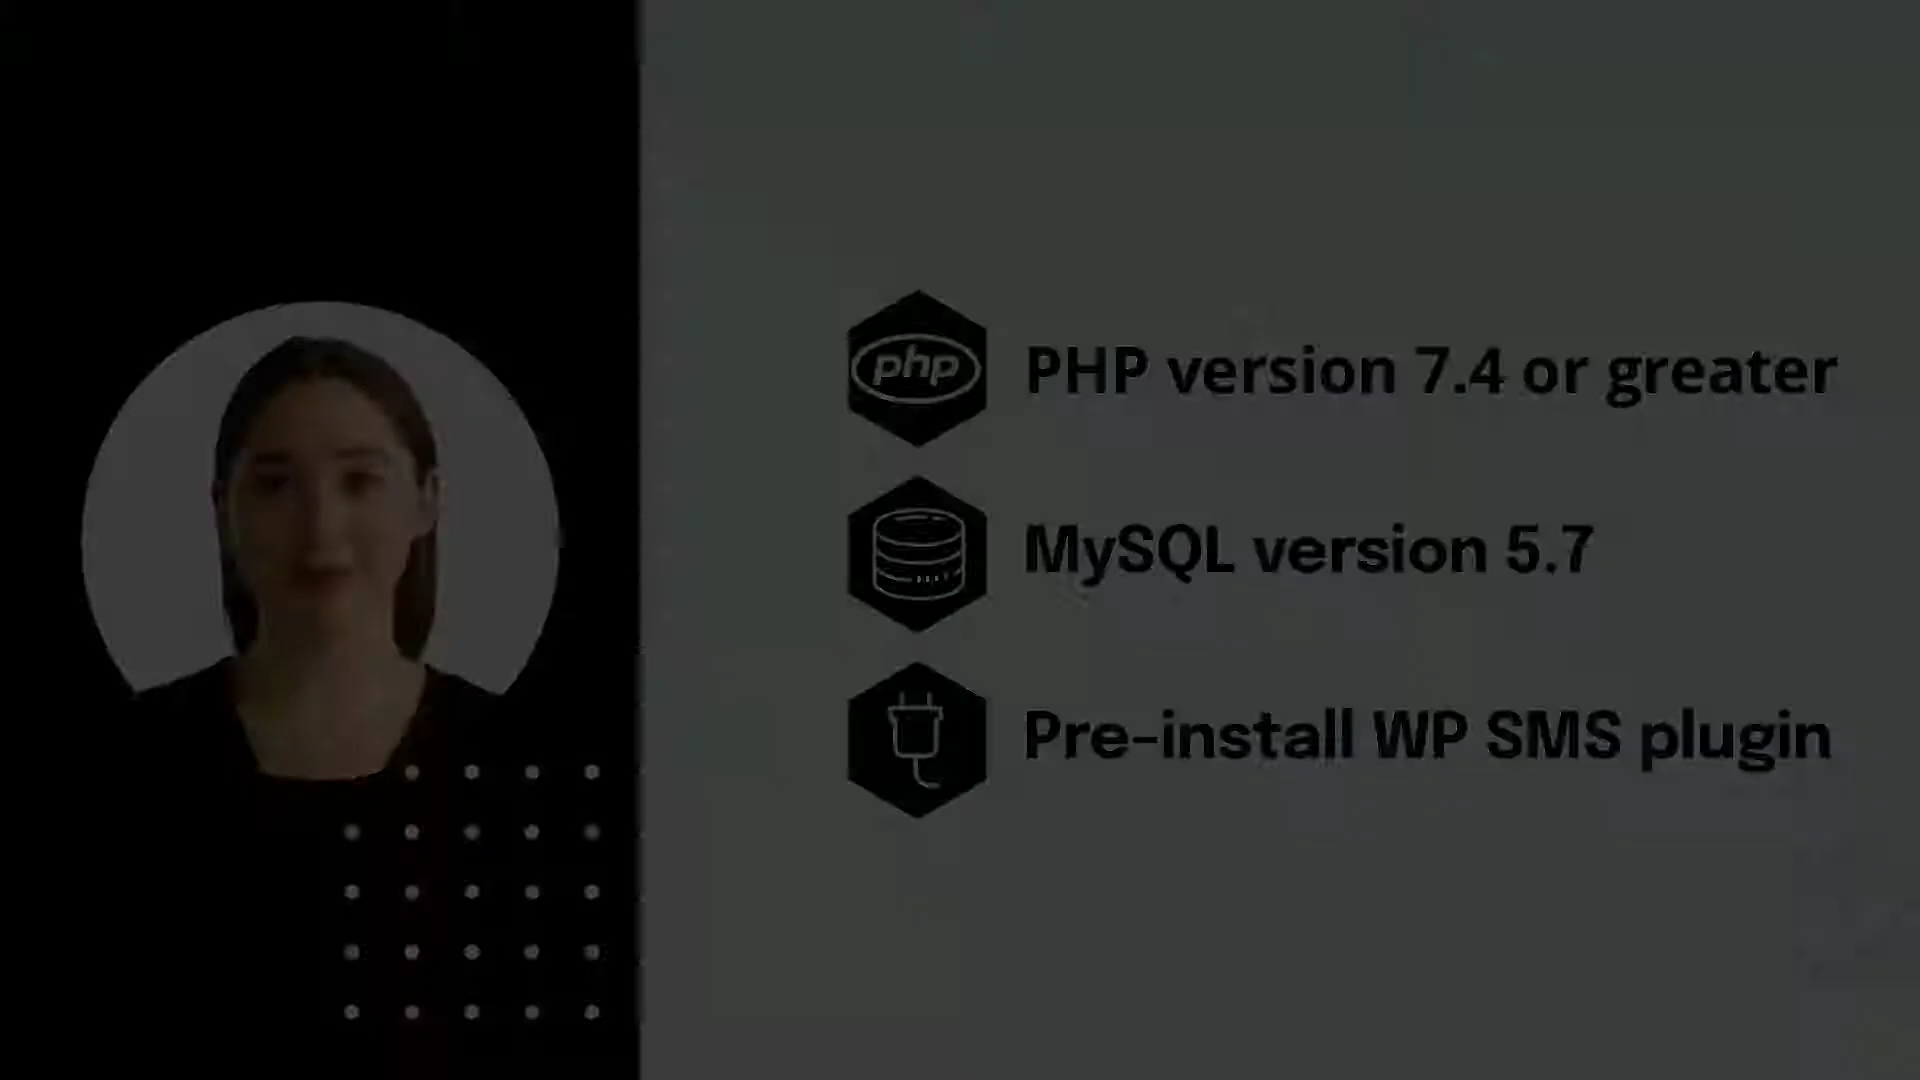 php
PHP version 7.4 or greater
MySQL version 5.7
Pre-install WP SMS plugin